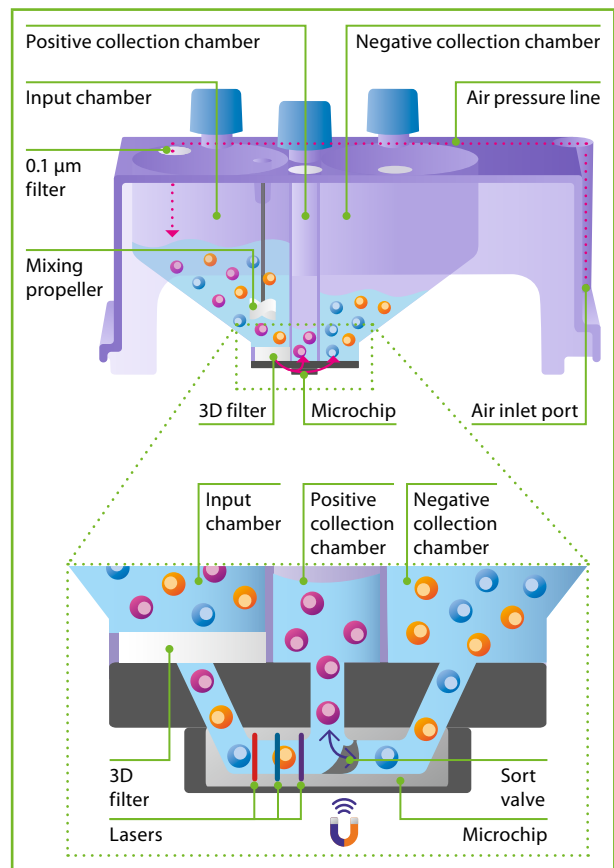 Positive collection chamber
Negative collection chamber
Input chamber
Air pressure line
0.1 µm
filter
Mixing
propeller
3D filter
Microchip
Air inlet port
Input
chamber
Positive
collection
chamber
Negative
collection
chamber
3D
filter
Sort
valve
Lasers
Microchip